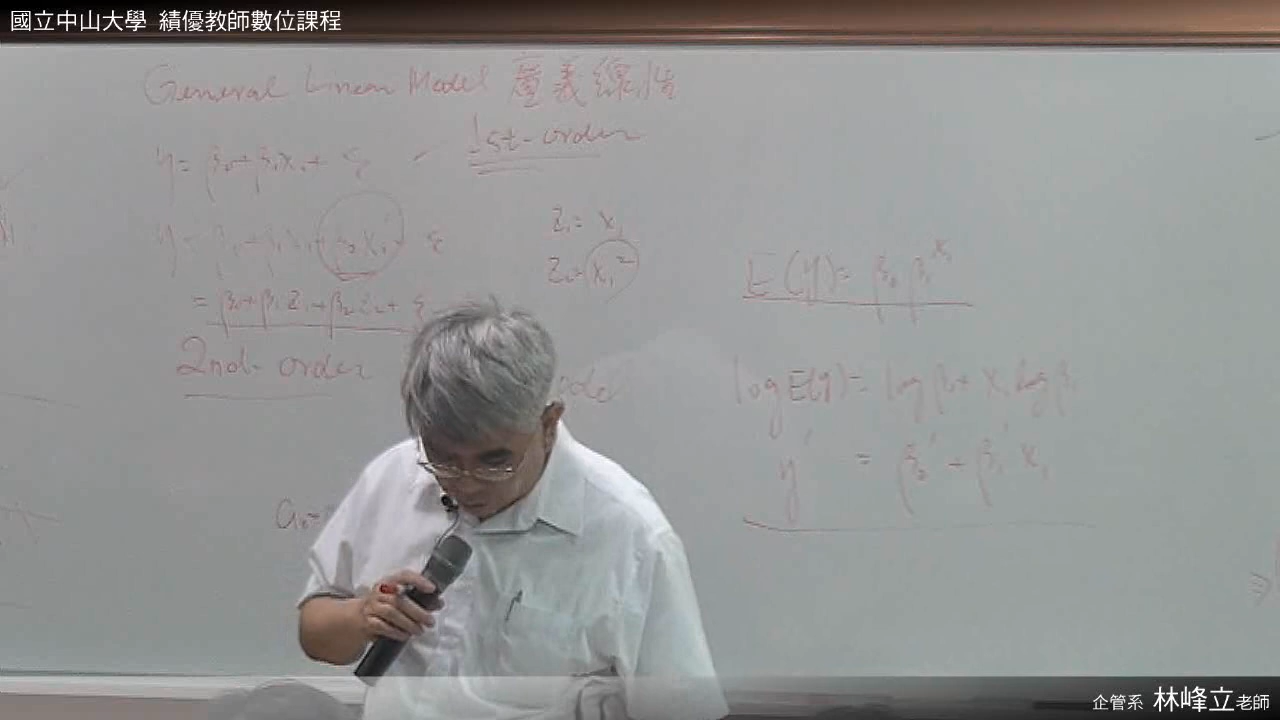 國立中山大學 績優教師數位課程
General Linear Model 廣義線性
1st-order
y = β₀ + β₁x₁ + ε
= β₀ + β₁z₁ + β₂z₂ + ε
2nd-order
z₁ = x₁
z₂ = x₁²
E(y) = β₀ β₁^x₁
log E(y) = log β₀ + x₁ log β₁
y' = β₀' + β₁' x₁
企管系 林峰立老師